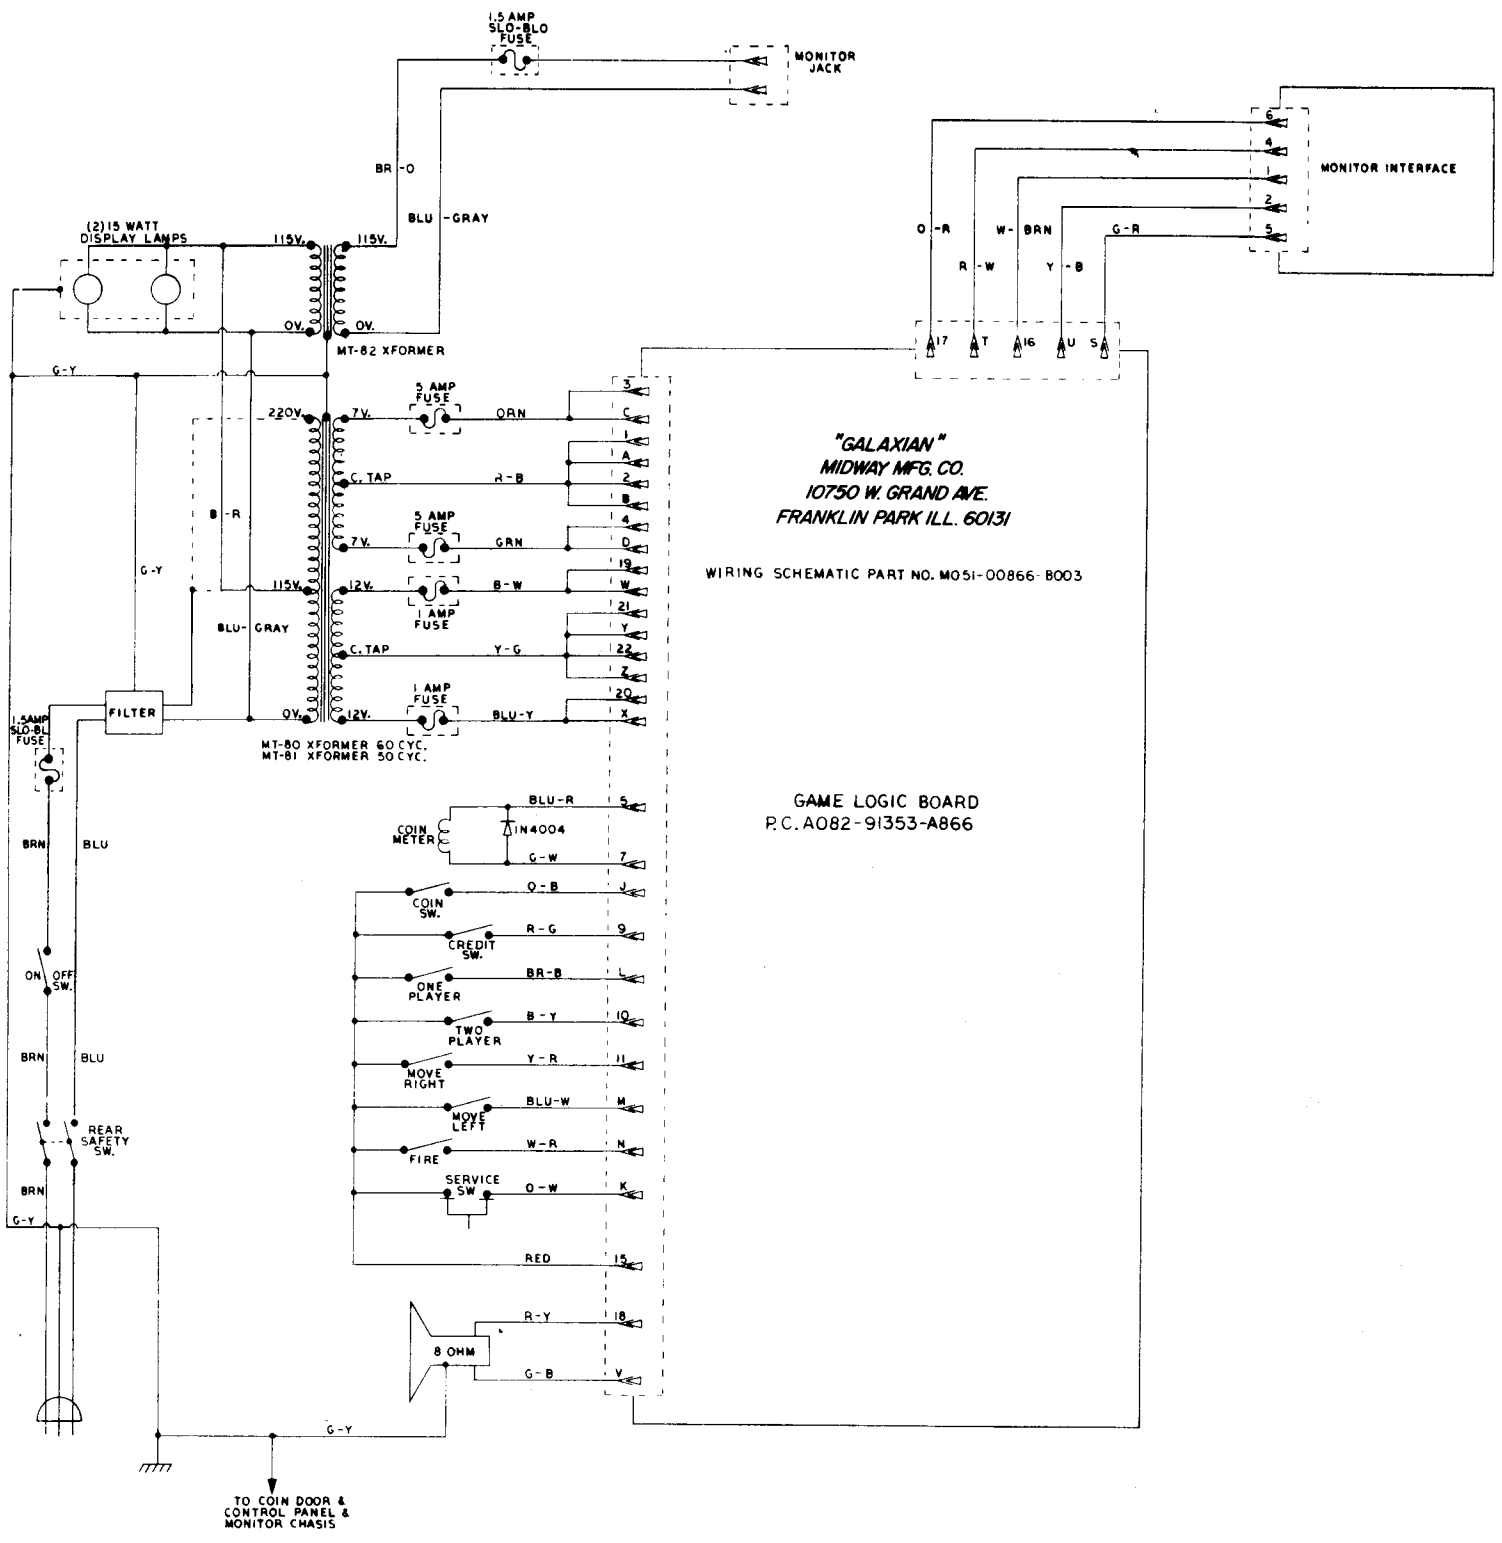 1.5 AMP
SLO-BLO
FUSE
MONITOR
JACK
6
4
1
2
5
MONITOR INTERFACE
BR-O
BLU-GRAY
O-R
R-W
W-BRN
Y-B
G-R
17
T
16
U
S
(2) 15 WATT
DISPLAY LAMPS
115V.
115V.
0V.
0V.
MT-82 XFORMER
G-Y
220V.
7V.
5 AMP
FUSE
ORN
C. TAP
R-B
5 AMP
FUSE
7V.
GRN
115V.
12V.
B-W
1 AMP
FUSE
C. TAP
Y-G
1 AMP
FUSE
0V.
12V.
BLU-Y
B-R
G-Y
BLU-GRAY
FILTER
MT-80 XFORMER 60 CYC.
MT-81 XFORMER 50 CYC.
3
C
1
A
2
B
4
D
19
W
21
Y
22
Z
20
X
"GALAXIAN"
MIDWAY MFG. CO.
10750 W. GRAND AVE.
FRANKLIN PARK ILL. 60131
WIRING SCHEMATIC PART NO. M051-00866-B003
GAME LOGIC BOARD
P.C. A082-91353-A866
1.5AMP
SLO-BL
FUSE
BRN
BLU
ON OFF
SW.
BRN
BLU
REAR
SAFETY
SW.
BRN
G-Y
COIN
METER
1N4004
BLU-R
5
G-W
7
COIN
SW.
O-B
J
CREDIT
SW.
R-G
9
ONE
PLAYER
BR-B
L
TWO
PLAYER
B-Y
10
MOVE
RIGHT
Y-R
11
MOVE
LEFT
BLU-W
M
FIRE
W-R
N
SERVICE
SW
O-W
K
RED
15
R-Y
18
8 OHM
G-B
V
G-Y
TO COIN DOOR &
CONTROL PANEL &
MONITOR CHASIS